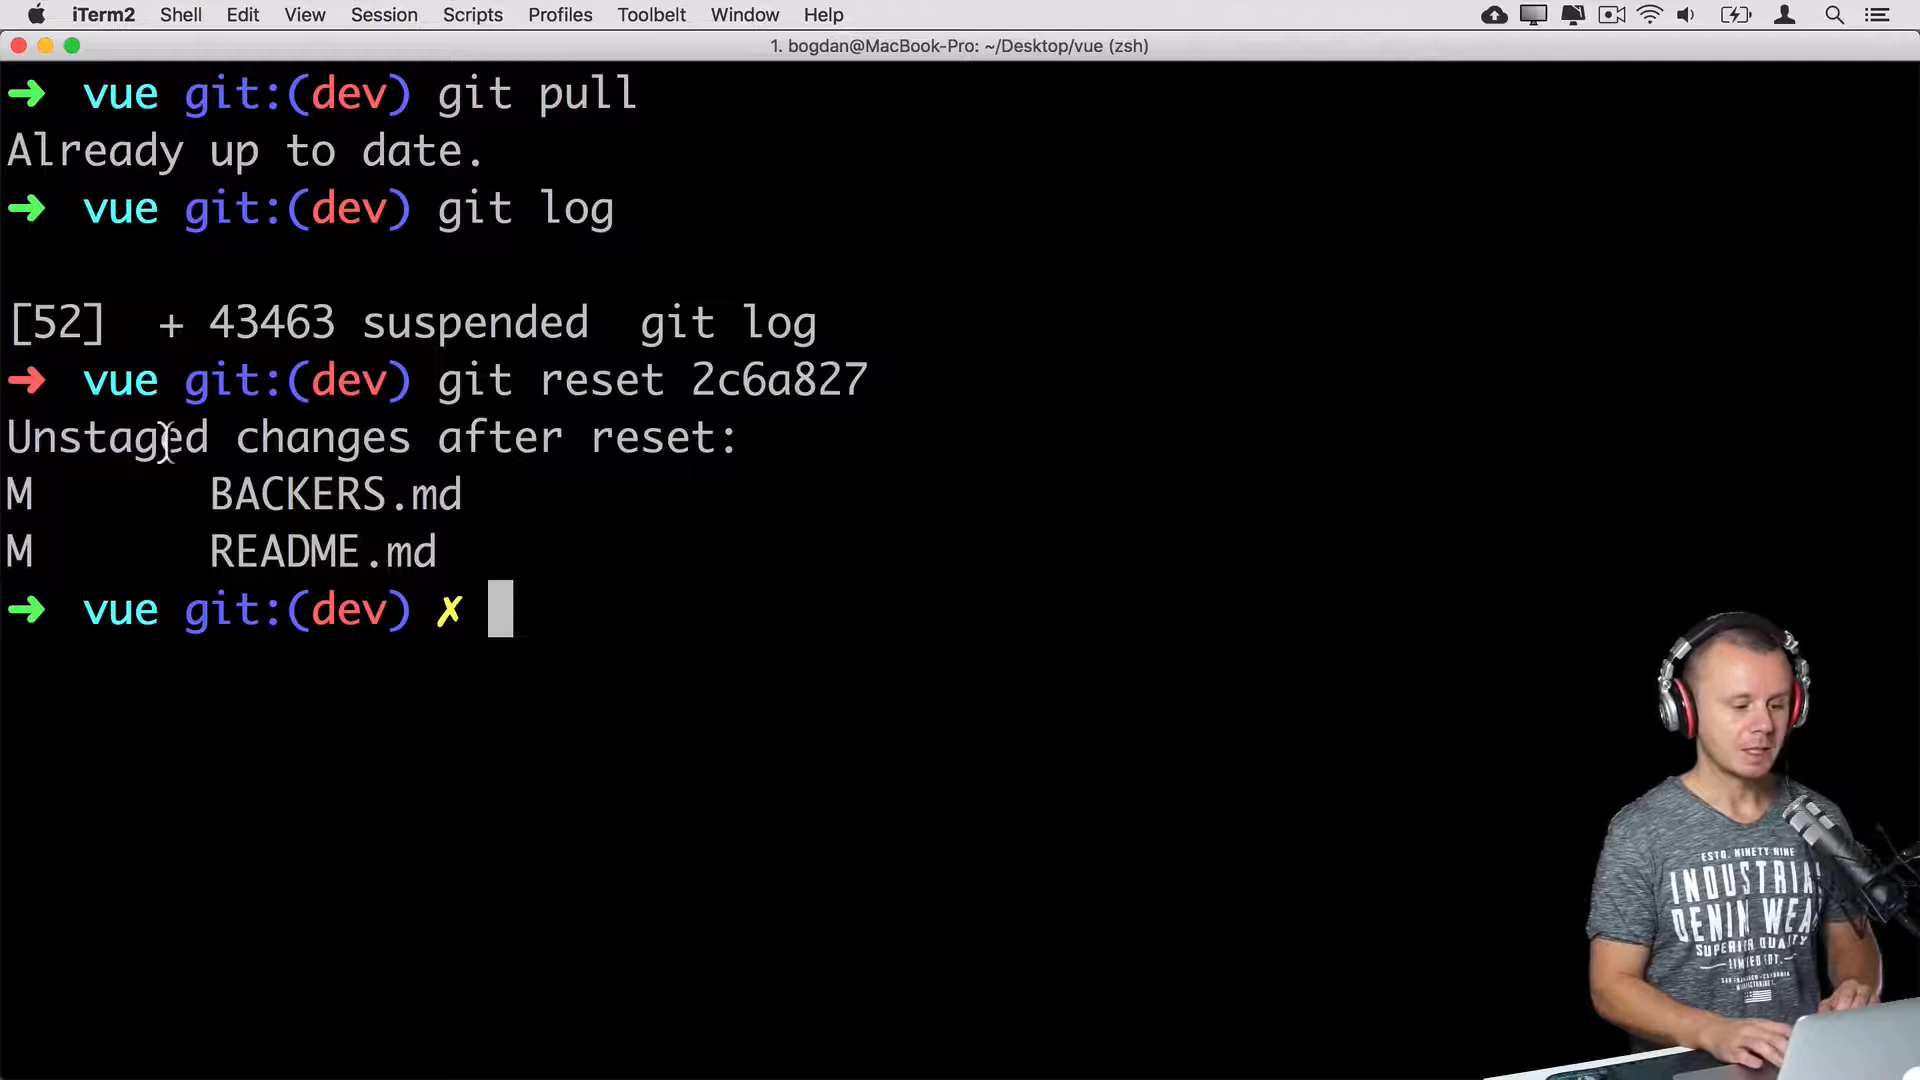 iTerm2 Shell Edit View Session Scripts Profiles Toolbelt Window Help
1. bogdan@MacBook-Pro: ~/Desktop/vue (zsh)
➜ vue git:(dev) git pull
Already up to date.
➜ vue git:(dev) git log
[52] + 43463 suspended git log
➜ vue git:(dev) git reset 2c6a827
Unstaged changes after reset:
M BACKERS.md
M README.md
➜ vue git:(dev) ✗
ESTD. NINETY NINE
INDUSTRIAL
DENIM WEA
SUPERIOR QUALITY
LIMITED EDT.